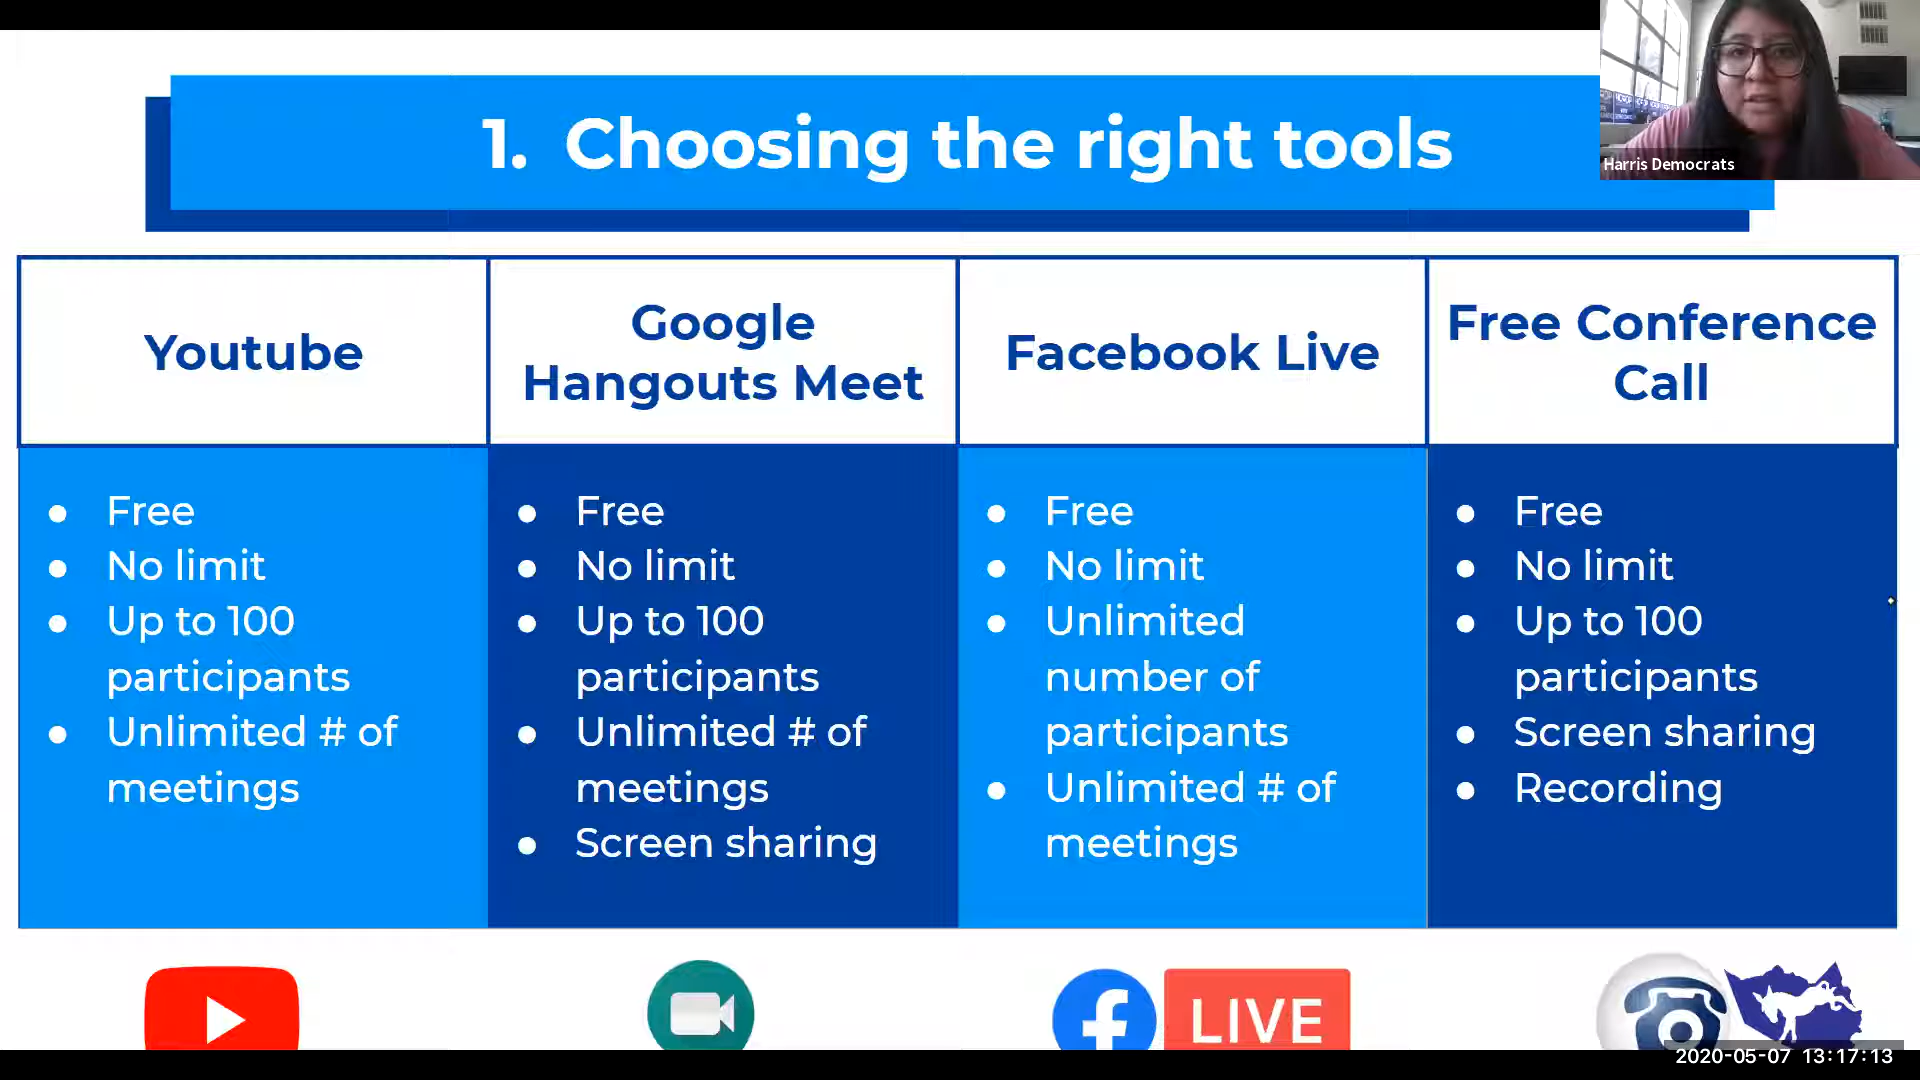 1. Choosing the right tools
Harris Democrats
Youtube
Google
Hangouts Meet
Facebook Live
Free Conference
Call
● Free
● No limit
● Up to 100
participants
● Unlimited # of
meetings
● Free
● No limit
● Up to 100
participants
● Unlimited # of
meetings
● Screen sharing
● Free
● No limit
● Unlimited
number of
participants
● Unlimited # of
meetings
● Free
● No limit
● Up to 100
participants
● Screen sharing
● Recording
LIVE
2020-05-07 13:17:13